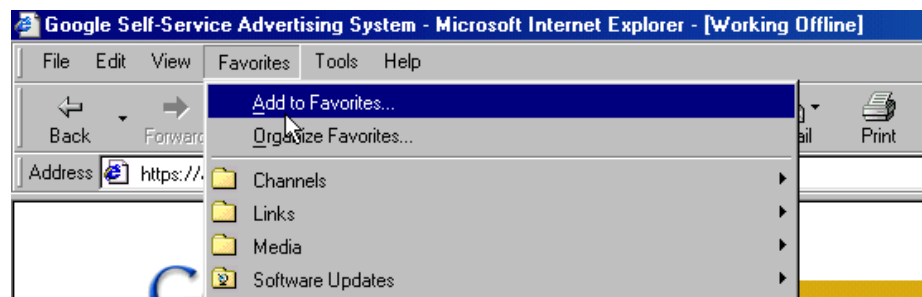 Google Self-Service Advertising System - Microsoft Internet Explorer - [Working Offline]
File Edit View Favorites Tools Help
Add to Favorites...
Back Print
Organize Favorites...
Address https://
Channels
Links
Media
Software Updates